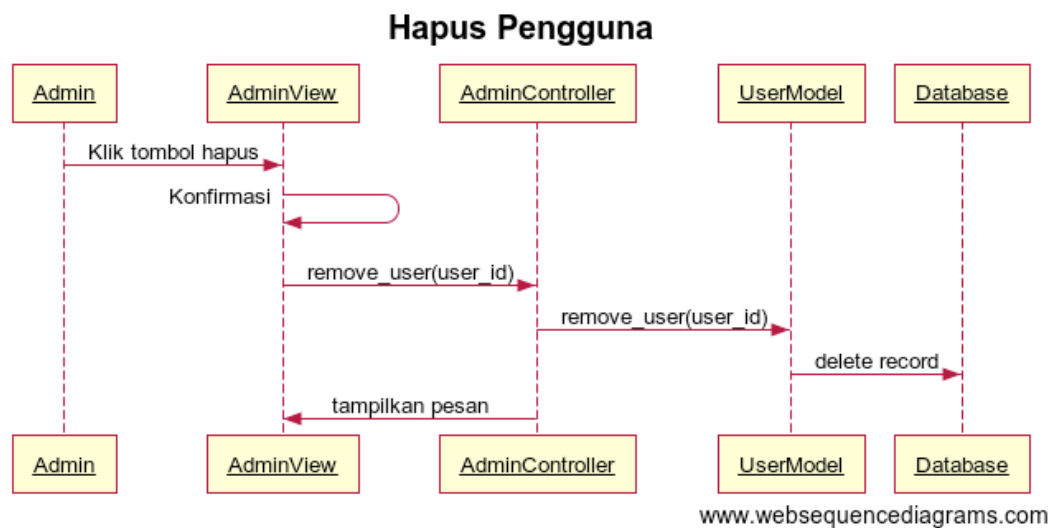 Hapus Pengguna
Admin
AdminView
AdminController
UserModel
Database
Klik tombol hapus
Konfirmasi
remove_user(user_id)
remove_user(user_id)
delete record
tampilkan pesan
Admin
AdminView
AdminController
UserModel
Database
www.websequencediagrams.com